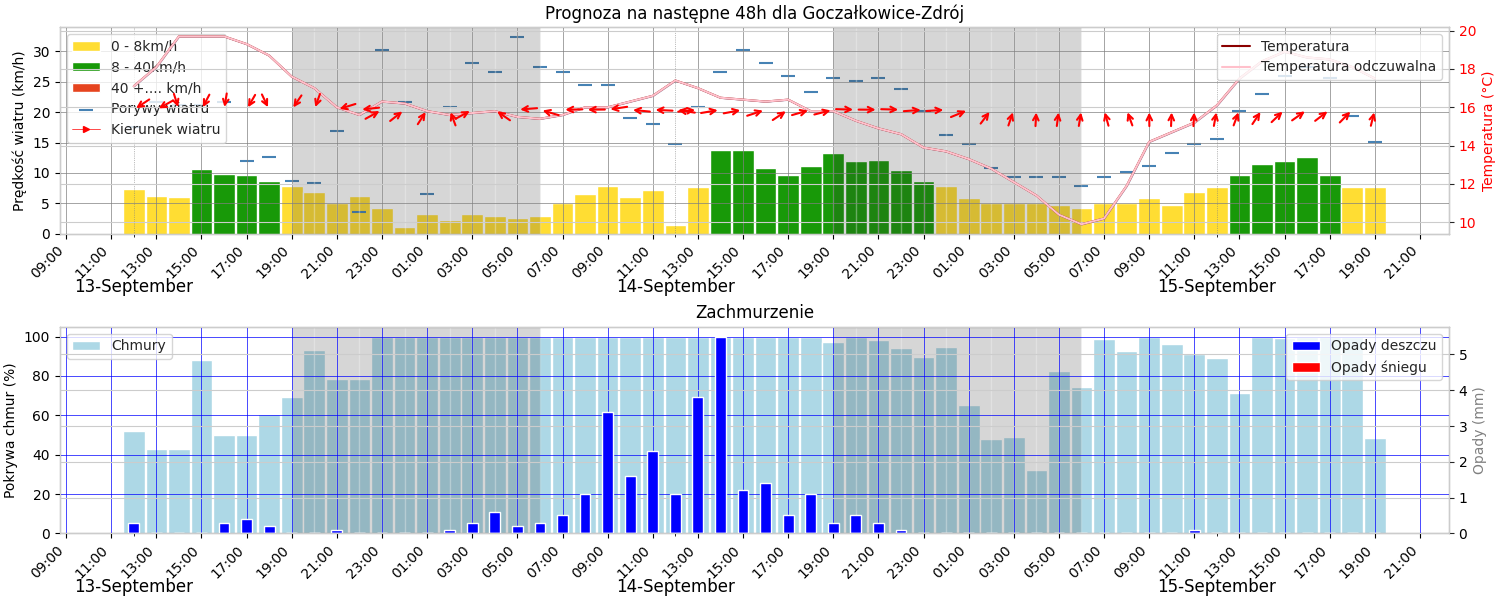 Prognoza na następne 48h dla Goczałkowice-Zdrój
Prędkość wiatru (km/h)
0 5 10 15 20 25 30
0 - 8km/h
8 - 40km/h
40 +.... km/h
Porywy wiatru
Kierunek wiatru
Temperatura
Temperatura odczuwalna
Temperatura (°C)
10 12 14 16 18 20
09:00 11:00 13:00 15:00 17:00 19:00 21:00 23:00 01:00 03:00 05:00 07:00 09:00 11:00 13:00 15:00 17:00 19:00 21:00 23:00 01:00 03:00 05:00 07:00 09:00 11:00 13:00 15:00 17:00 19:00 21:00
13-September 14-September 15-September
Zachmurzenie
Pokrywa chmur (%)
0 20 40 60 80 100
Chmury
Opady deszczu
Opady śniegu
Opady (mm)
0 1 2 3 4 5
09:00 11:00 13:00 15:00 17:00 19:00 21:00 23:00 01:00 03:00 05:00 07:00 09:00 11:00 13:00 15:00 17:00 19:00 21:00 23:00 01:00 03:00 05:00 07:00 09:00 11:00 13:00 15:00 17:00 19:00 21:00
13-September 14-September 15-September